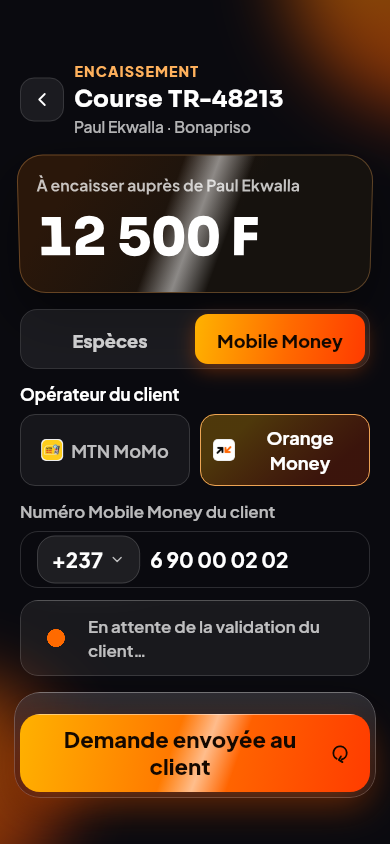 ENCAISSEMENT
Course TR-48213
Paul Ekwalla · Bonapriso
À encaisser auprès de Paul Ekwalla
12 500 F
Espèces
Mobile Money
Opérateur du client
MTN MoMo
Orange
Money
Numéro Mobile Money du client
+237
6 90 00 02 02
En attente de la validation du
client…
Demande envoyée au
client